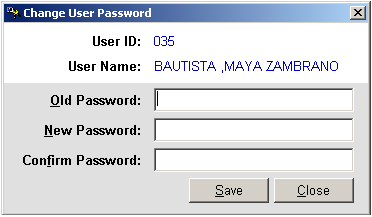 Change User Password
User ID: 035
User Name: BAUTISTA ,MAYA ZAMBRANO
Old Password:
New Password:
Confirm Password:
Save Close